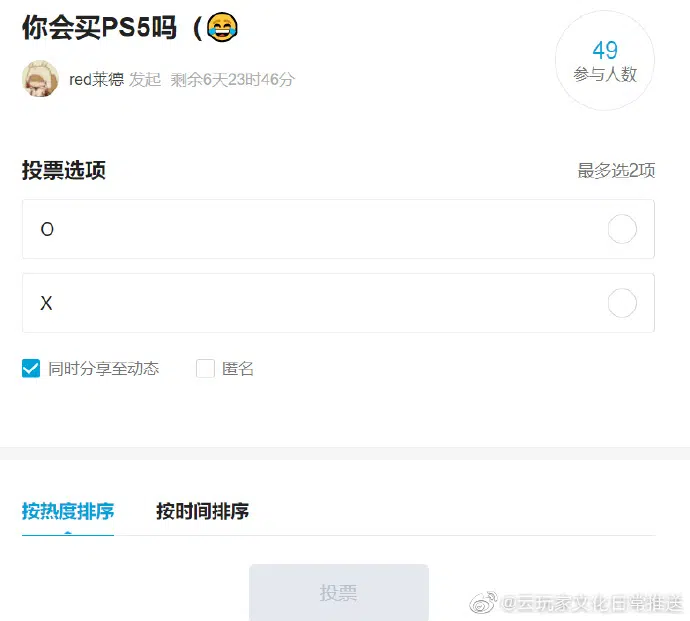 你会买PS5吗（😂
49
参与人数
red莱德 发起 剩余6天23时46分
投票选项 最多选2项
O
X
同时分享至动态 匿名
按热度排序 按时间排序
投票
@云玩家文化日常推送